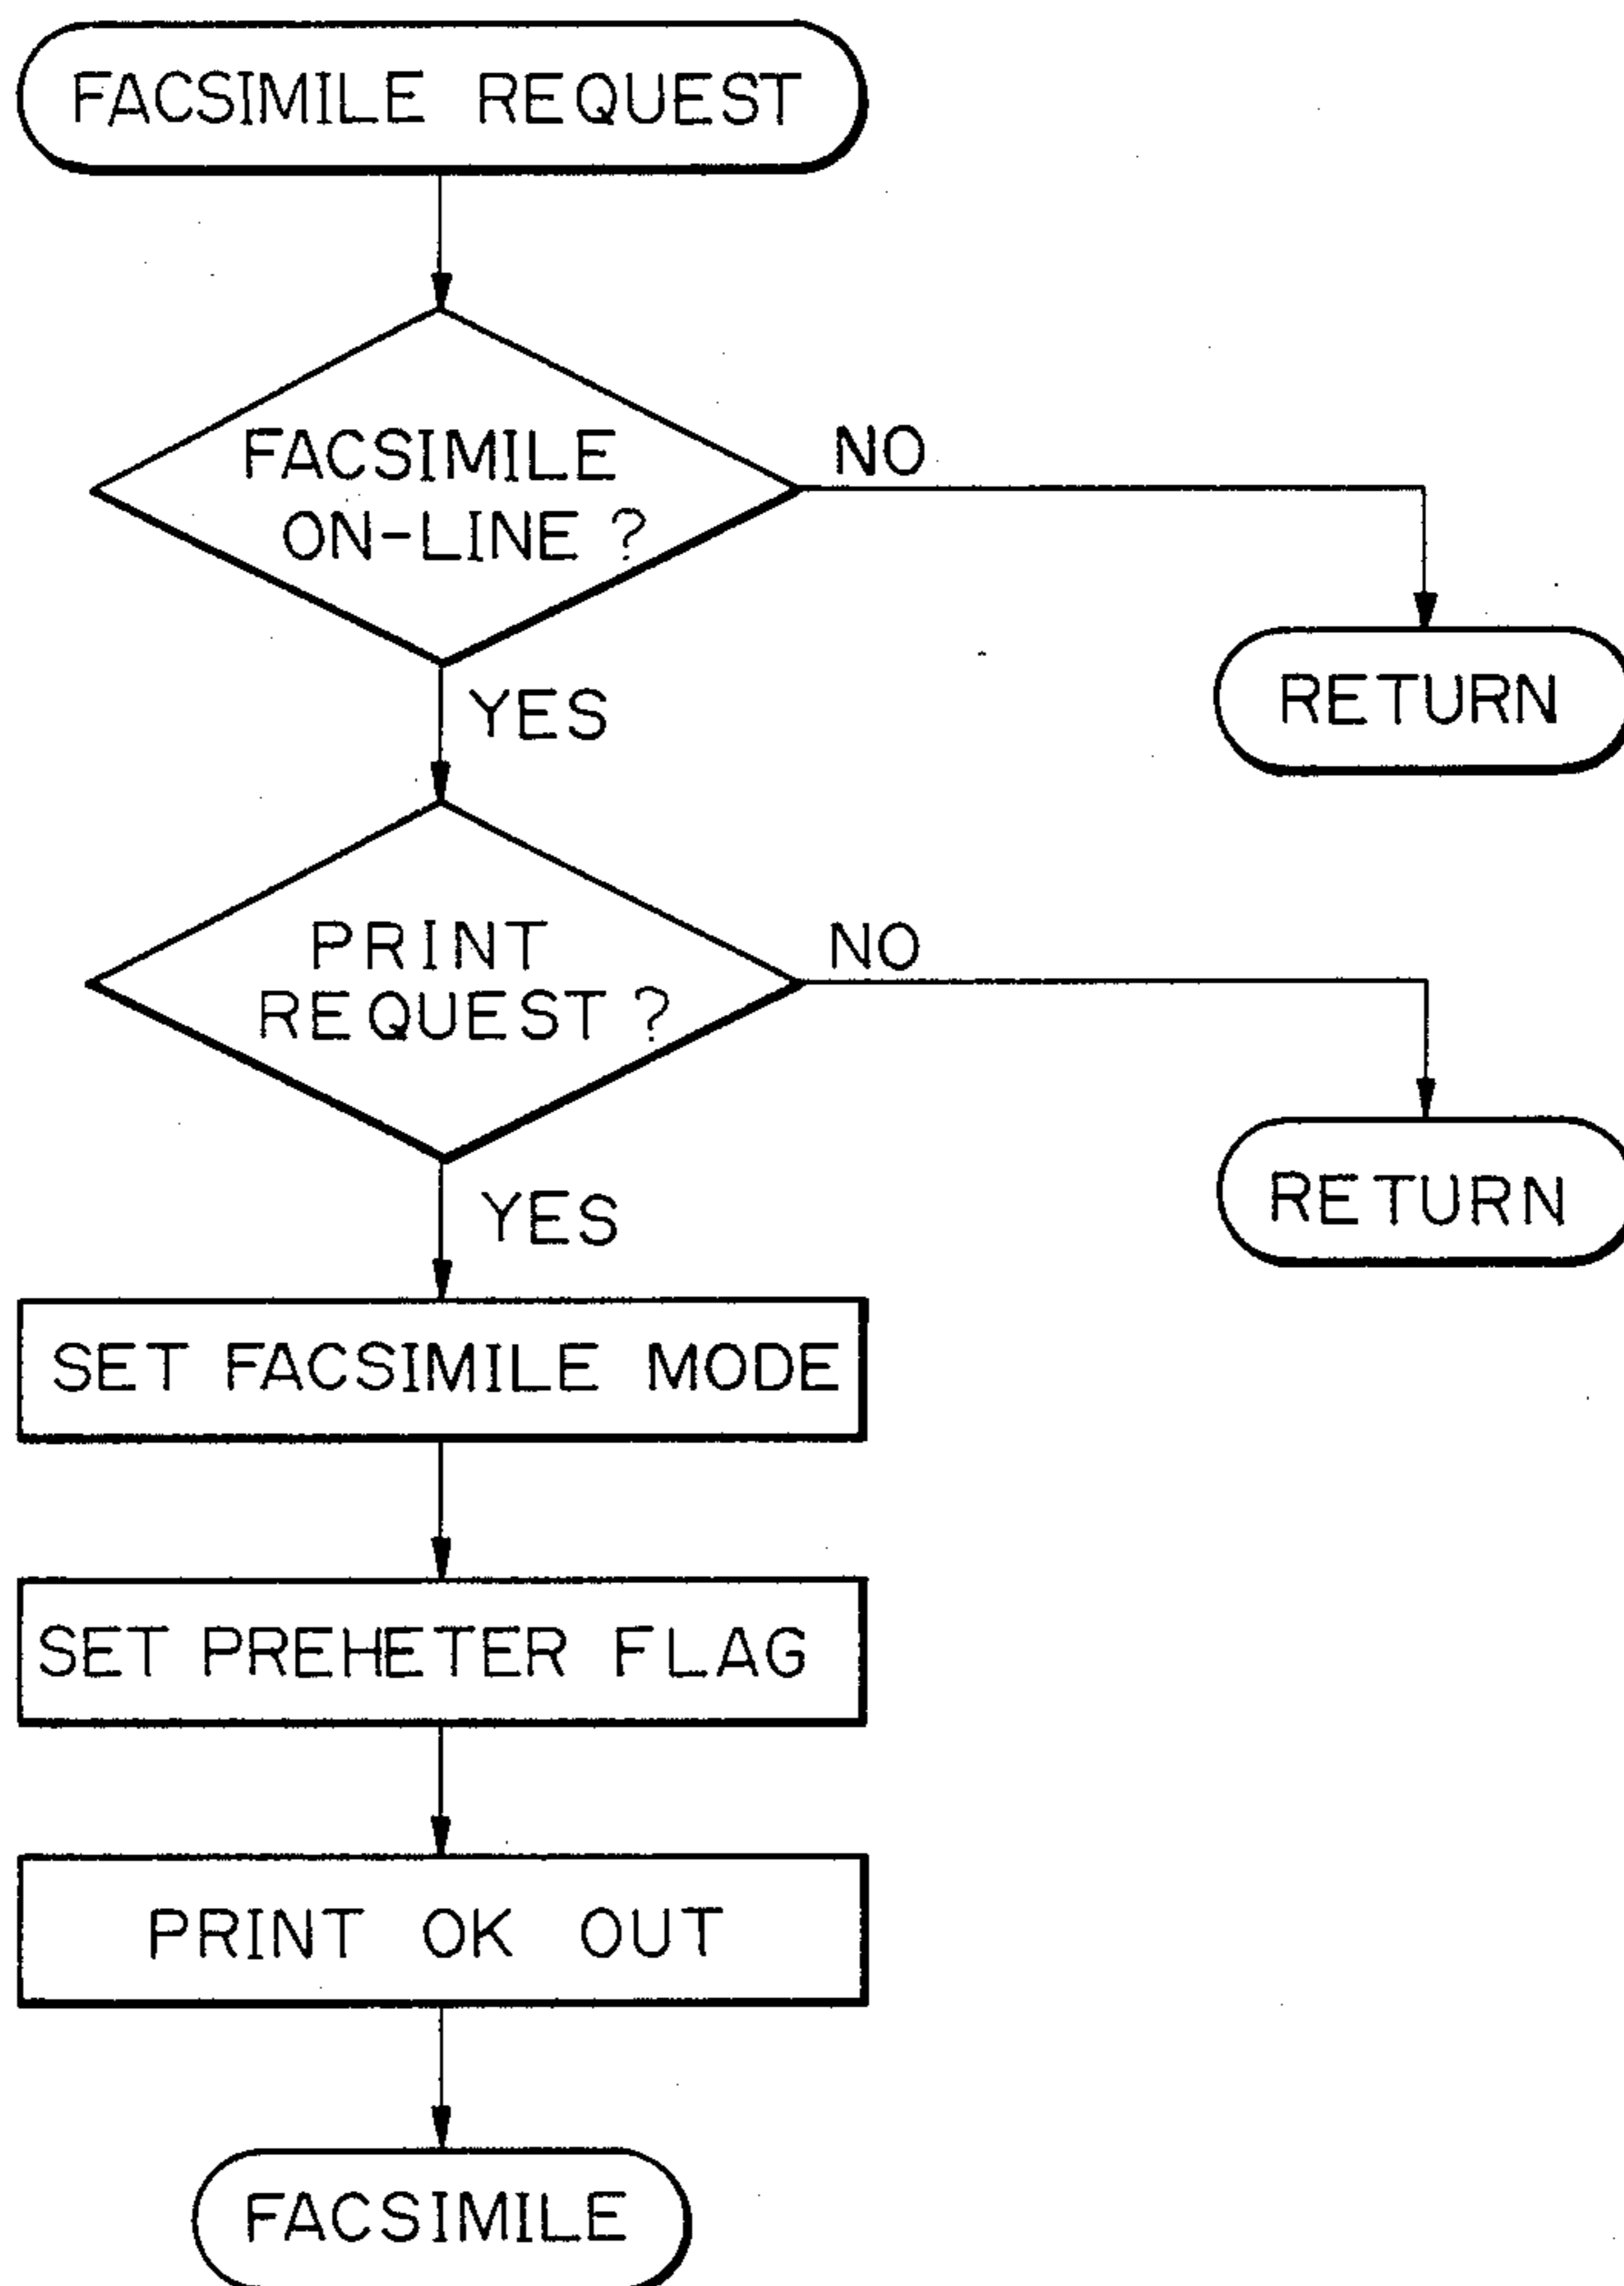 FACSIMILE REQUEST
FACSIMILE
ON-LINE ?
NO
RETURN
YES
PRINT
REQUEST ?
NO
RETURN
YES
SET FACSIMILE MODE
SET PREHETER FLAG
PRINT OK OUT
FACSIMILE